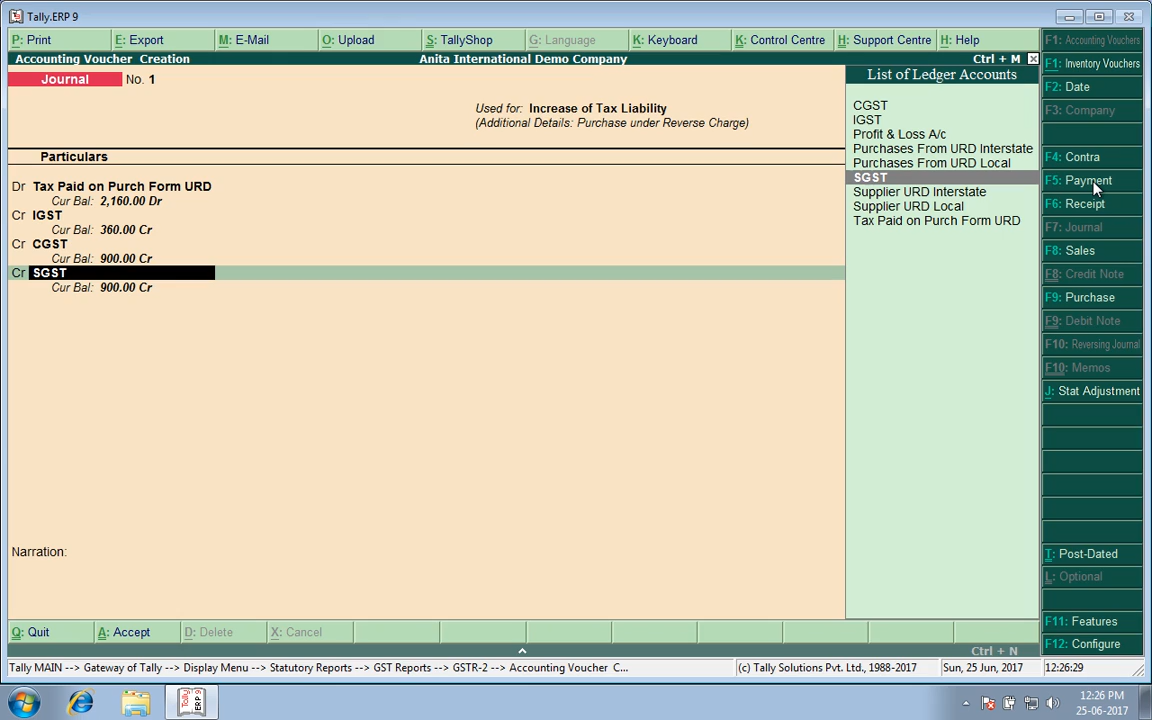 Tally.ERP 9
P: Print
E: Export
M: E-Mail
O: Upload
S: TallyShop
G: Language
K: Keyboard
K: Control Centre
H: Support Centre
H: Help
Accounting Voucher Creation
Anita International Demo Company
Ctrl + M
Journal
No. 1
Used for: Increase of Tax Liability
(Additional Details: Purchase under Reverse Charge)
Particulars
Dr Tax Paid on Purch Form URD
Cur Bal: 2,160.00 Dr
Cr IGST
Cur Bal: 360.00 Cr
Cr CGST
Cur Bal: 900.00 Cr
Cr SGST
Cur Bal: 900.00 Cr
Narration:
List of Ledger Accounts
CGST
IGST
Profit & Loss A/c
Purchases From URD Interstate
Purchases From URD Local
SGST
Supplier URD Interstate
Supplier URD Local
Tax Paid on Purch Form URD
F1: Accounting Vouchers
F1: Inventory Vouchers
F2: Date
F3: Company
F4: Contra
F5: Payment
F6: Receipt
F7: Journal
F8: Sales
F8: Credit Note
F9: Purchase
F9: Debit Note
F10: Reversing Journal
F10: Memos
J: Stat Adjustment
T: Post-Dated
L: Optional
F11: Features
F12: Configure
Q: Quit
A: Accept
D: Delete
X: Cancel
Ctrl + N
Tally MAIN --> Gateway of Tally --> Display Menu --> Statutory Reports --> GST Reports --> GSTR-2 --> Accounting Voucher C...
(c) Tally Solutions Pvt. Ltd., 1988-2017
Sun, 25 Jun, 2017
12:26:29
Tally
ERP 9
12:26 PM
25-06-2017